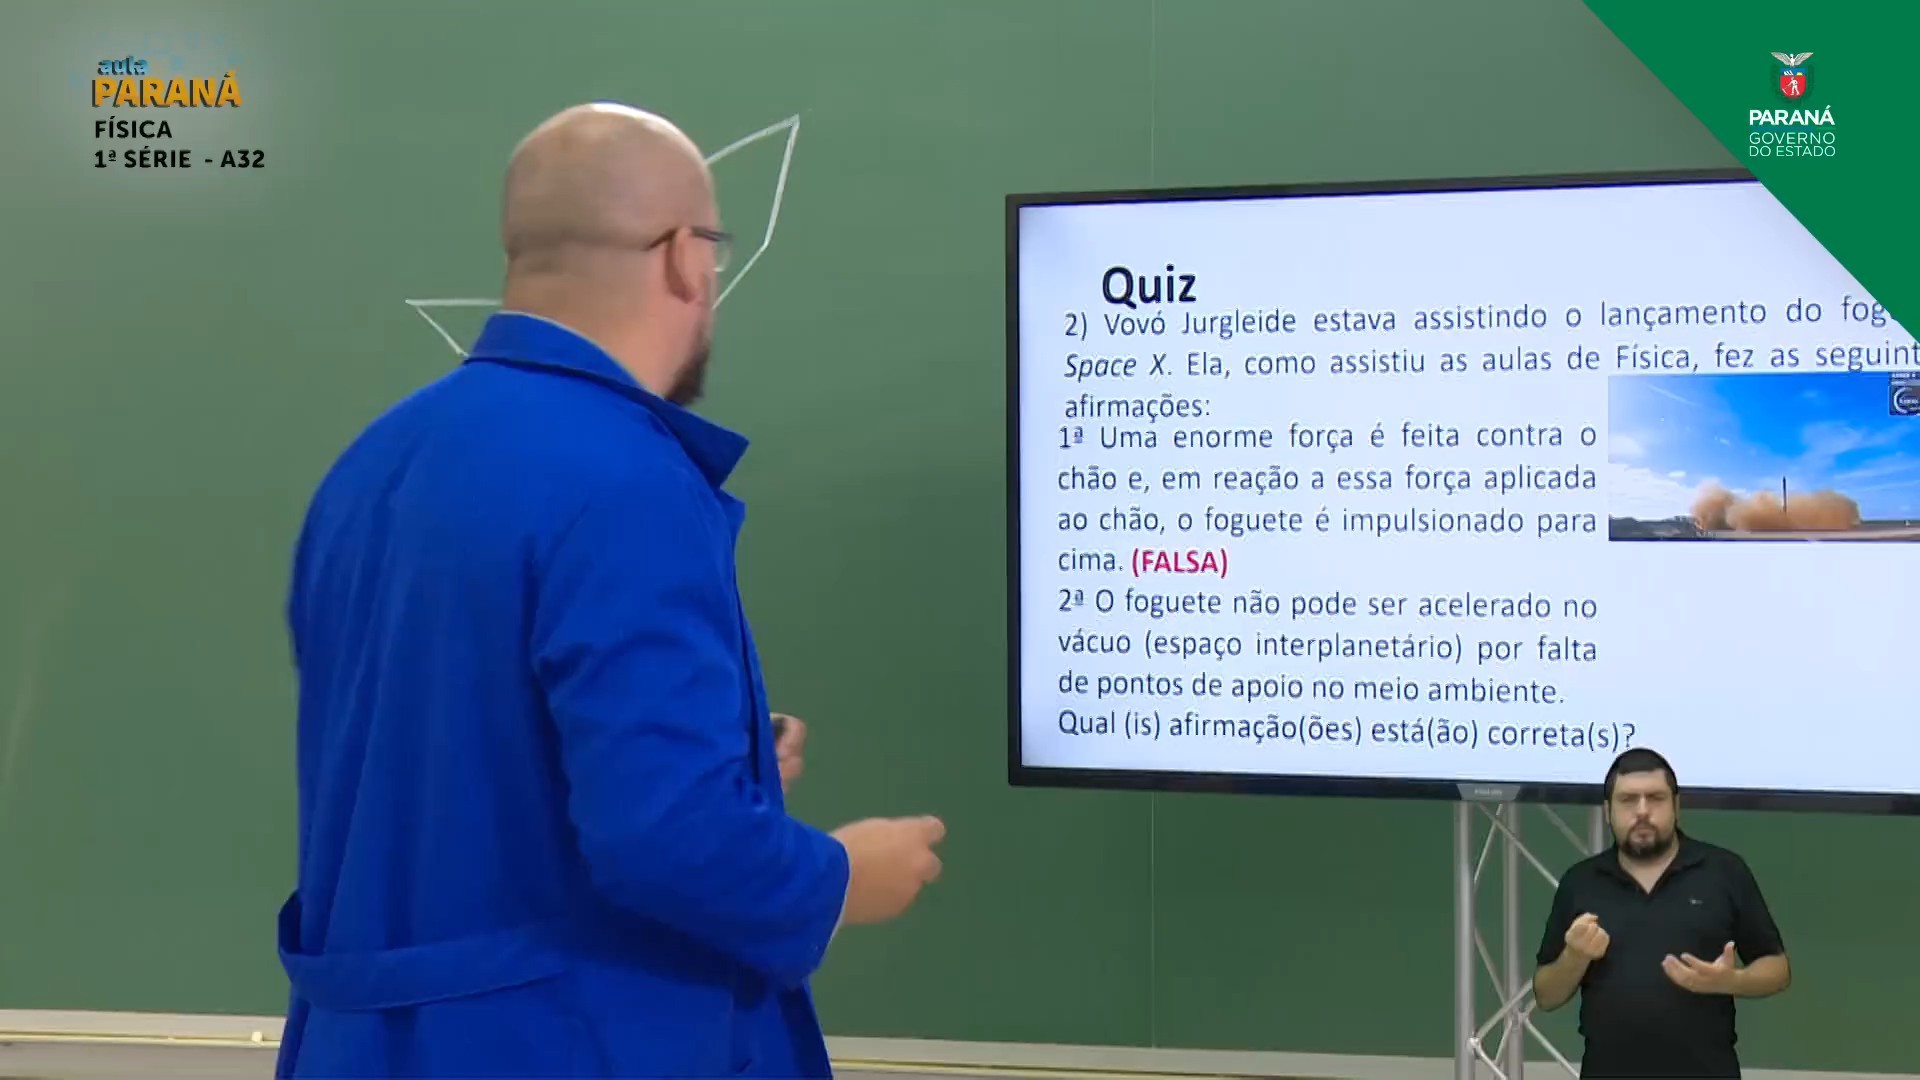 aula
PARANÁ
FÍSICA
1ª SÉRIE - A32
PARANÁ
GOVERNO
DO ESTADO
Quiz
2) Vovó Jurgleide estava assistindo o lançamento do fog
Space X. Ela, como assistiu as aulas de Física, fez as seguint
afirmações:
1ª Uma enorme força é feita contra o
chão e, em reação a essa força aplicada
ao chão, o foguete é impulsionado para
cima. (FALSA)
2ª O foguete não pode ser acelerado no
vácuo (espaço interplanetário) por falta
de pontos de apoio no meio ambiente.
Qual (is) afirmação(ões) está(ão) correta(s)?